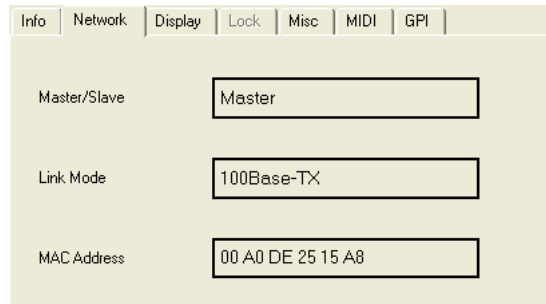 Info Network Display Lock Misc MIDI GPI
Master/Slave Master
Link Mode 100Base-TX
MAC Address 00 A0 DE 25 15 A8